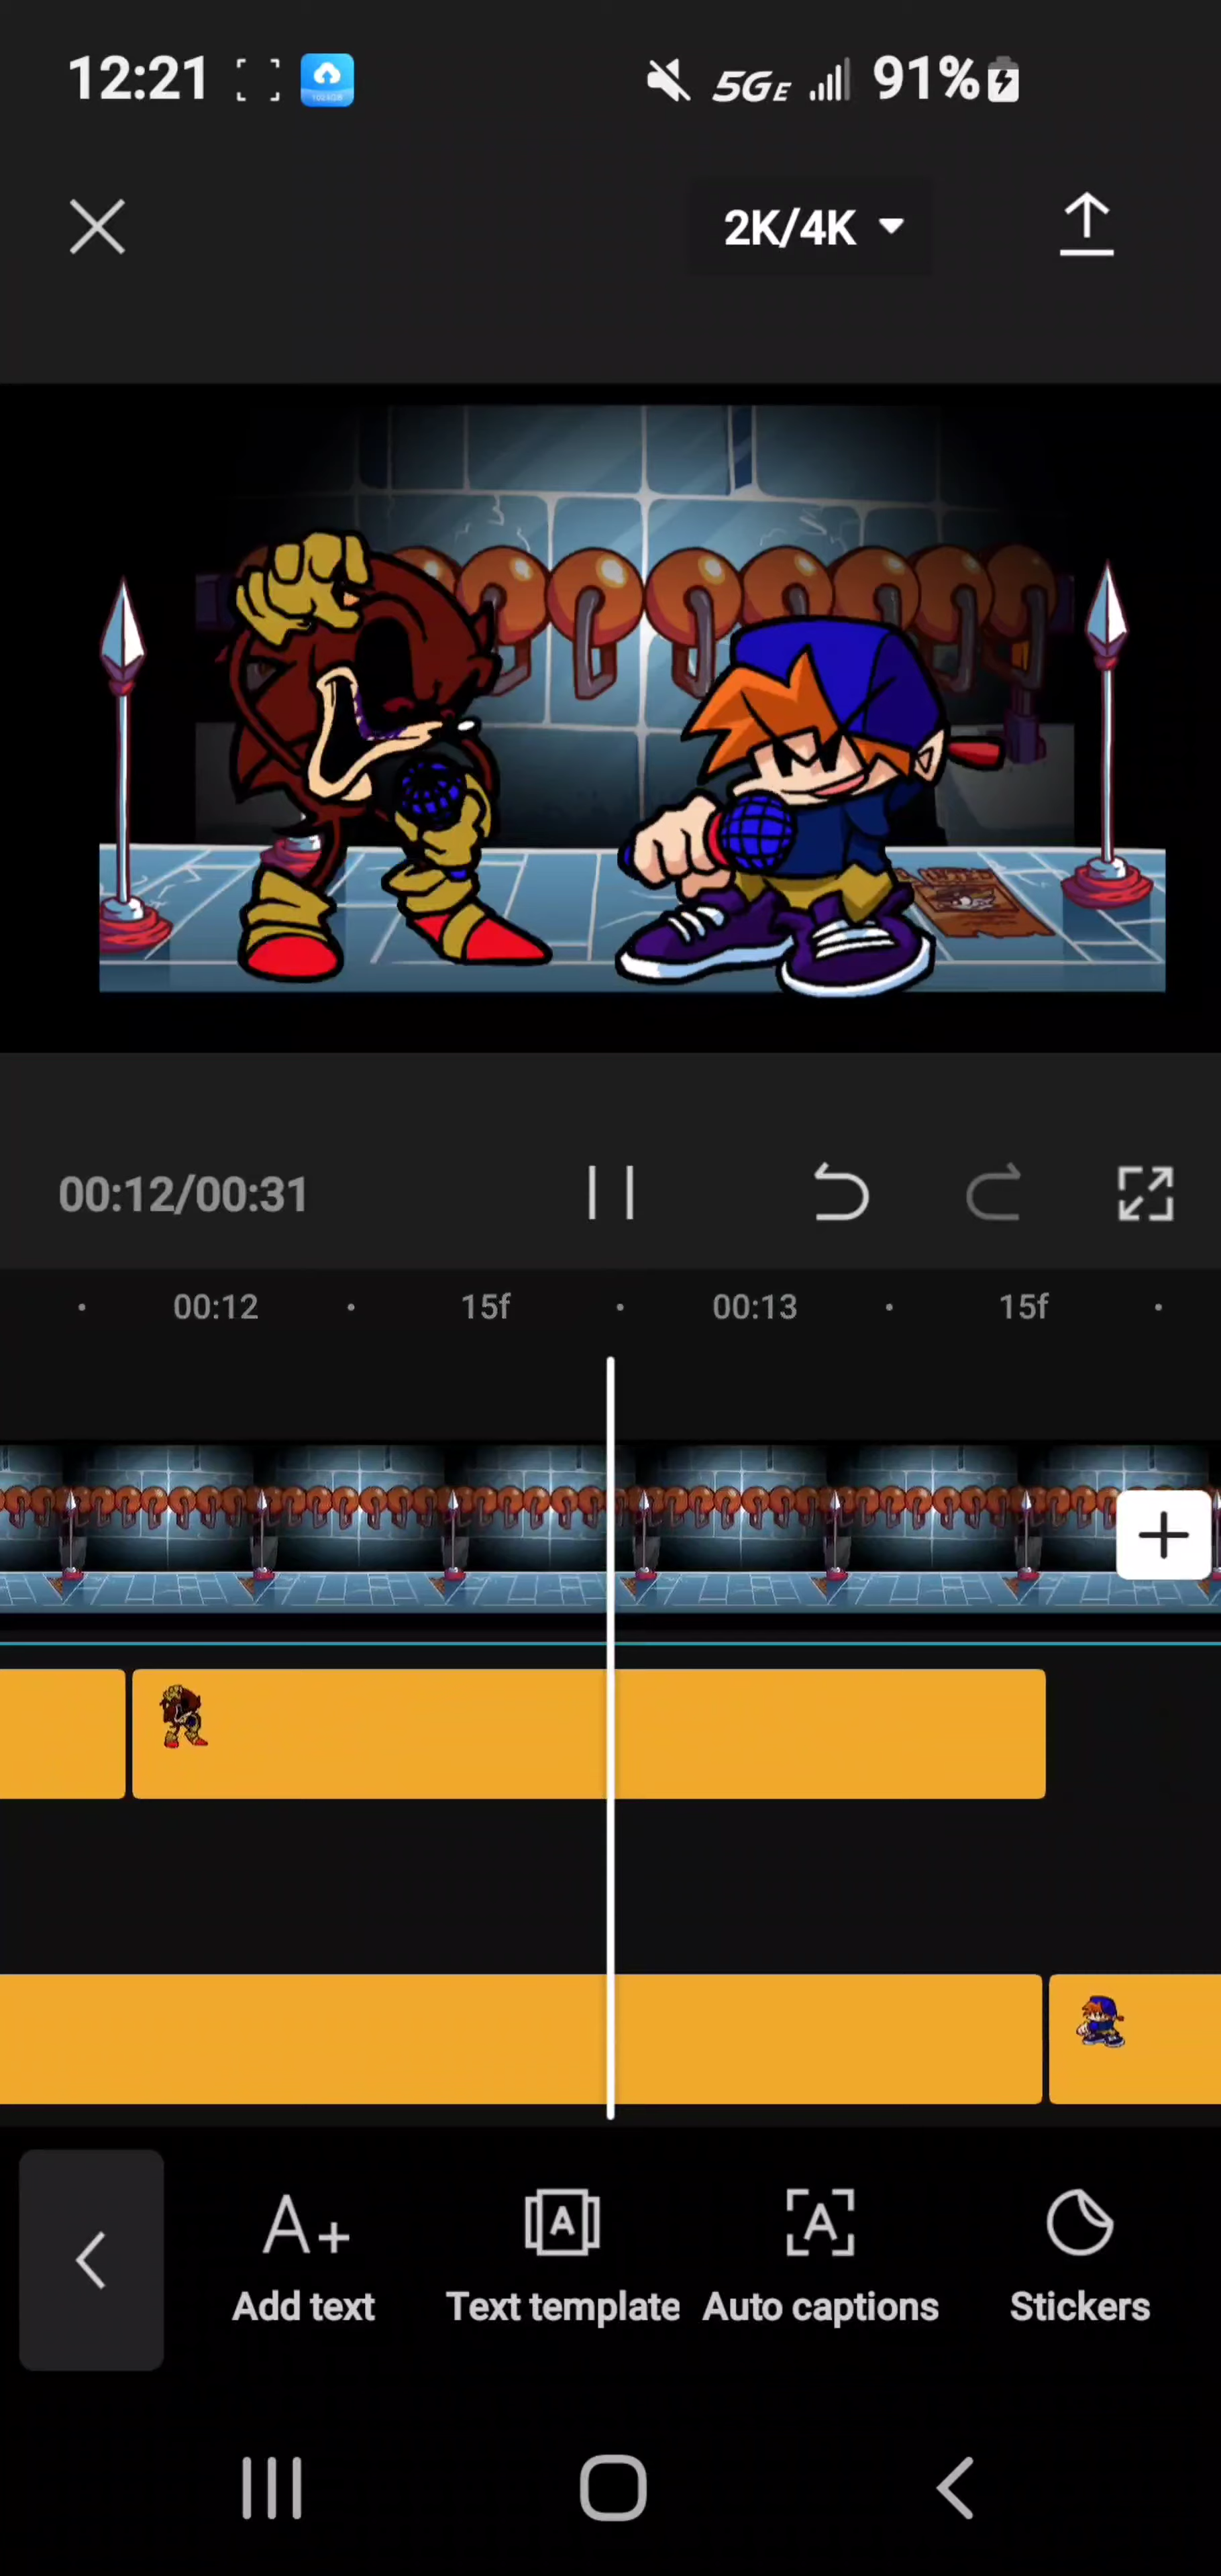 12:21 5GE 91%
2K/4K
00:12/00:31
00:12 15f 00:13 15f
A+ A A
Add text Text template Auto captions Stickers